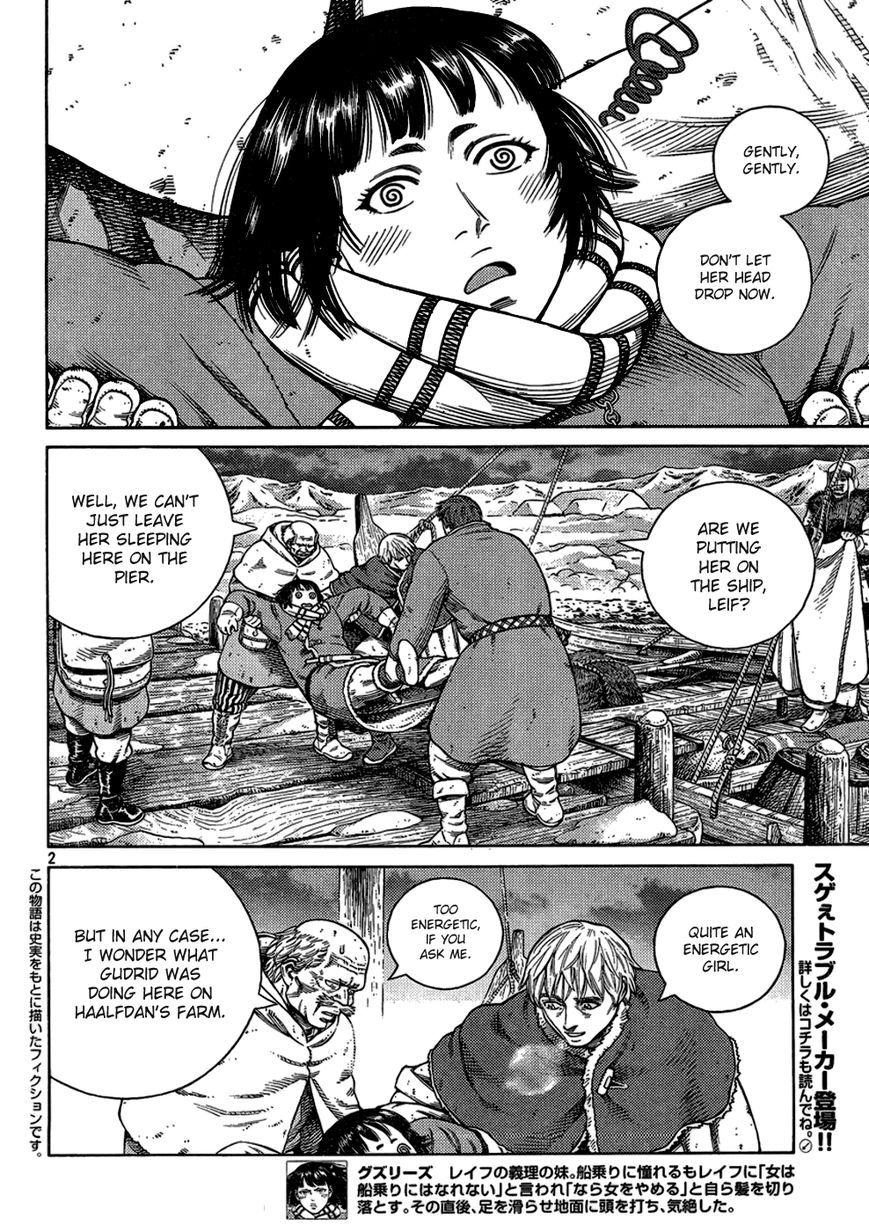 GENTLY,
GENTLY.
DON'T LET
HER HEAD
DROP NOW.
ARE WE
PUTTING
HER ON
THE SHIP,
LEIF?
WELL, WE CAN'T
JUST LEAVE
HER SLEEPING
HERE ON THE
PIER.
2
QUITE AN
ENERGETIC
GIRL.
TOO
ENERGETIC,
IF YOU
ASK ME.
BUT IN ANY CASE...
I WONDER WHAT
GUDRID WAS
DOING HERE ON
HAALFDAN'S FARM.
スゲぇトラブル・メーカー登場!!
詳しくはコチラも読んでね。
この物語は史実をもとに描いたフィクションです。
グズリーズ レイフの義理の妹。船乗りに憧れるもレイフに「女は
船乗りにはなれない」と言われ「なら女をやめる」と自ら髪を切り
落とす。その直後、足を滑らせ地面に頭を打ち、気絶した。